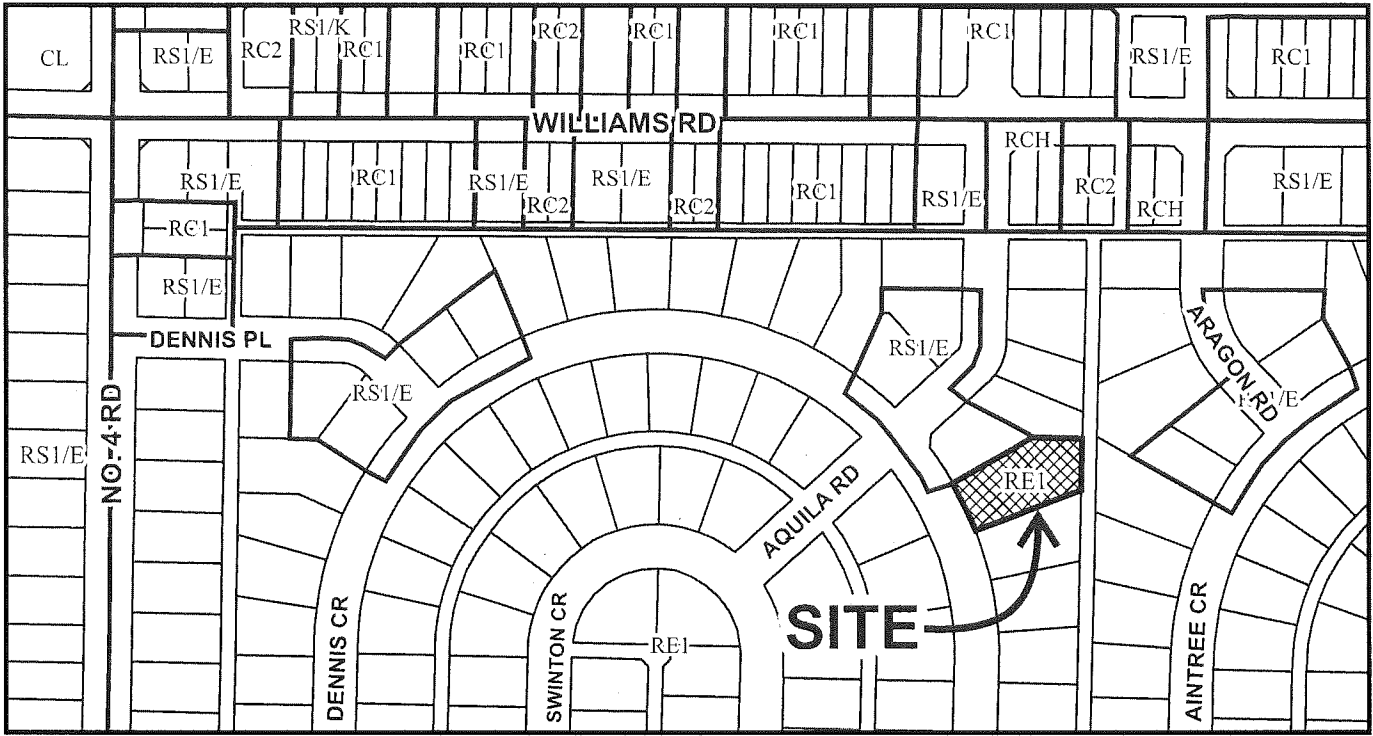 RS1/K
RC2
RC1
RC1
RC1
CL
RS1/E
RC2
RC1
RC1
RS1/E
RC1
WILLIAMS RD
RCH
RS1/E
RC1
RS1/E
RS1/E
RC1
RC2
RS1/E
RC2
RC2
RS1/E
RCH
RC1
RS1/E
DENNIS PL
RS1/E
ARAGON RD
RS1/E
NO. 4 RD
RS1/E
RE1
AQUILA RD
SITE
DENNIS CR
SWINTON CR
RE1
AINTREE CR